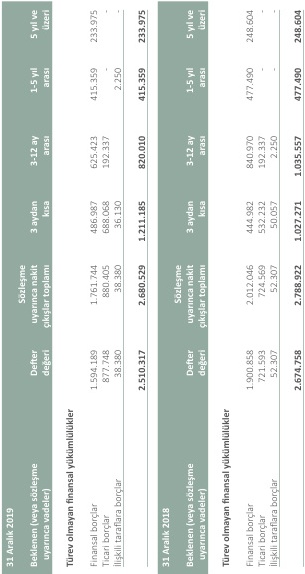 31 Aralık 2019
Beklenen (veya sözleşme uyarınca vadeler) Defter değeri Sözleşme uyarınca nakit çıkışlar toplamı 3 aydan kısa 3-12 ay arası 1-5 yıl arası 5 yıl ve üzeri
Türev olmayan finansal yükümlülükler
Finansal borçlar 1.594.189 1.761.744 486.987 625.423 415.359 233.975
Ticari borçlar 877.748 880.405 688.068 192.337 - -
İlişkili taraflara borçlar 38.380 38.380 36.130 2.250 -
2.510.317 2.680.529 1.211.185 820.010 415.359 233.975
31 Aralık 2018
Beklenen (veya sözleşme uyarınca vadeler) Defter değeri Sözleşme uyarınca nakit çıkışlar toplamı 3 aydan kısa 3-12 ay arası 1-5 yıl arası 5 yıl ve üzeri
Türev olmayan finansal yükümlülükler
Finansal borçlar 1.900.858 2.012.046 444.982 840.970 477.490 248.604
Ticari borçlar 721.593 724.569 532.232 192.337 - -
İlişkili taraflara borçlar 52.307 52.307 50.057 2.250 - -
2.674.758 2.788.922 1.027.271 1.035.557 477.490 248.604